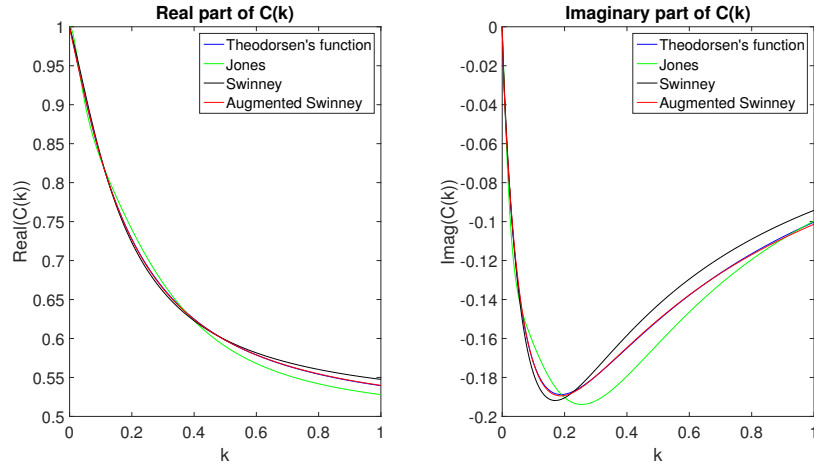 Real part of C(k)
1
0.95
0.9
0.85
0.8
0.75
0.7
0.65
0.6
0.55
0.5
Real(C(k))
0
0.2
0.4
0.6
0.8
1
k
Theodorsen's function
Jones
Swinney
Augmented Swinney
Imaginary part of C(k)
0
-0.02
-0.04
-0.06
-0.08
-0.1
-0.12
-0.14
-0.16
-0.18
-0.2
Imag(C(k))
0
0.2
0.4
0.6
0.8
1
k
Theodorsen's function
Jones
Swinney
Augmented Swinney